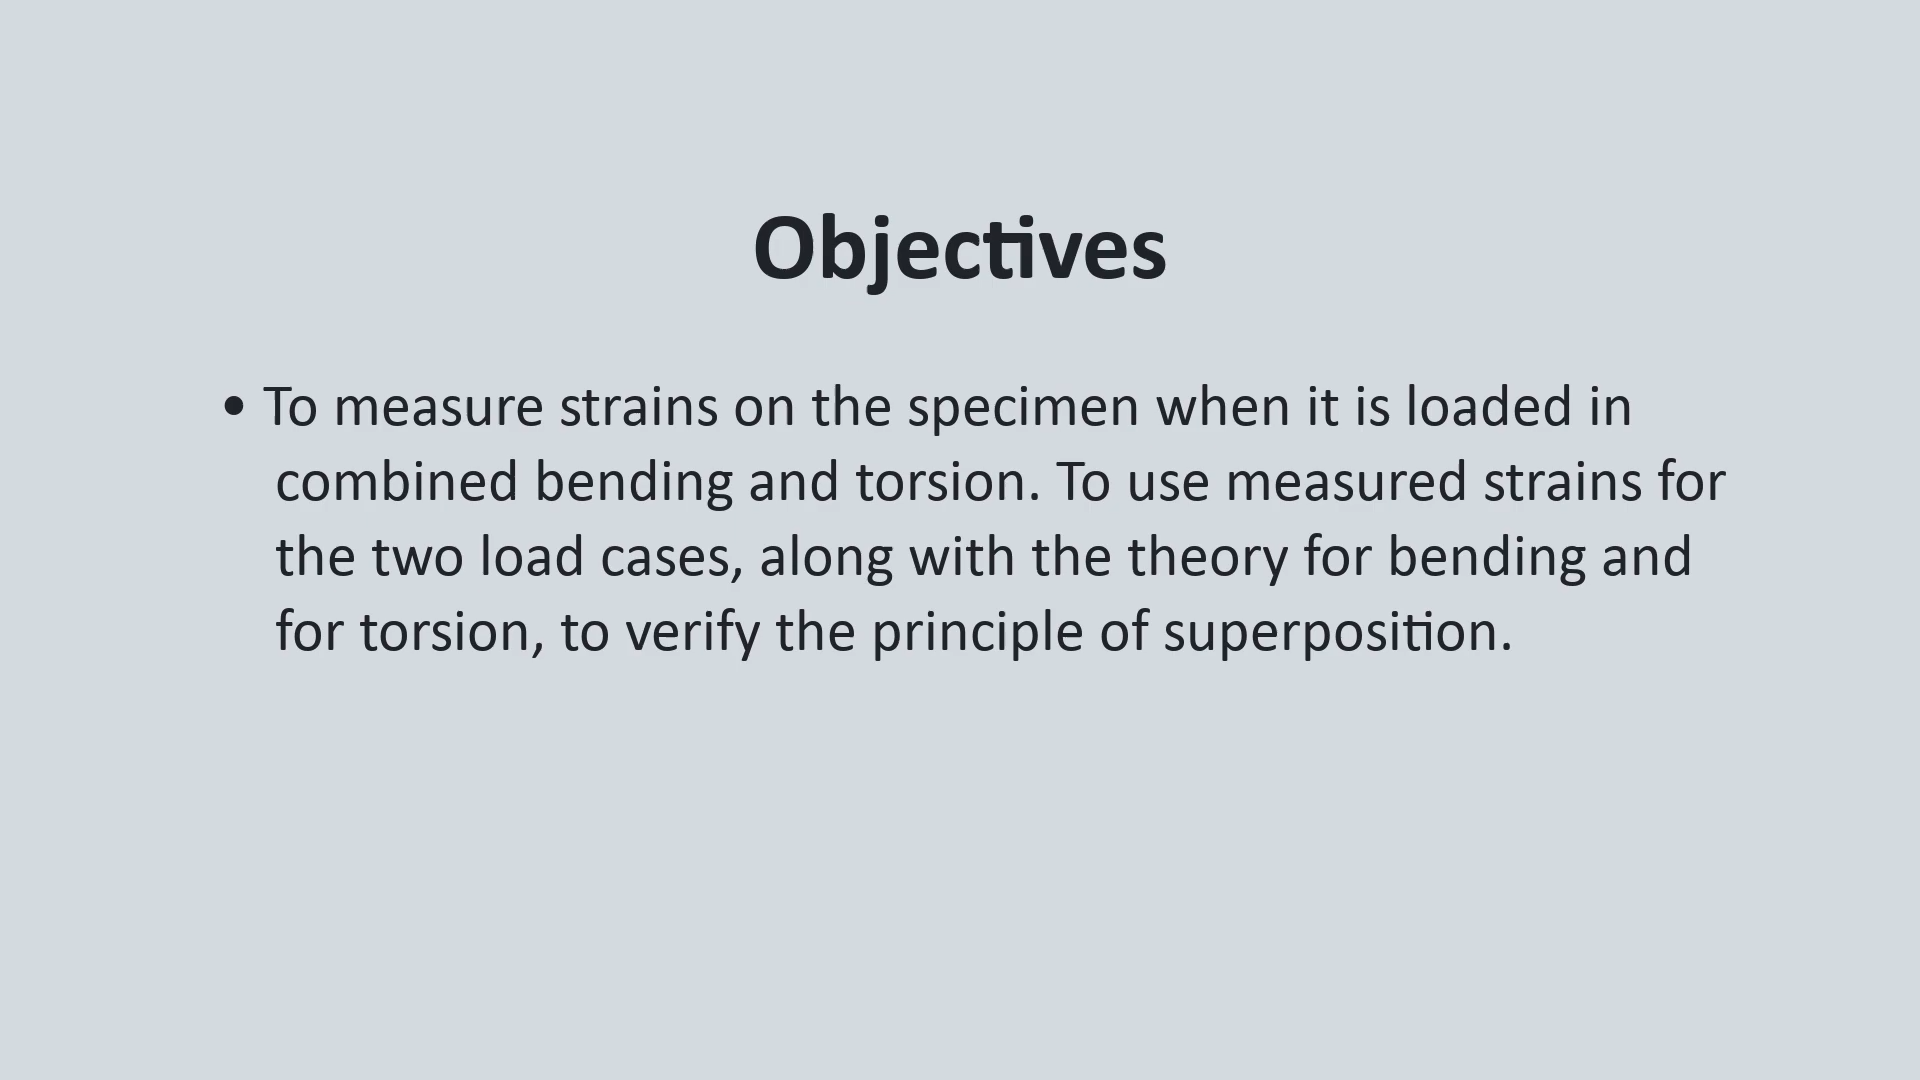 Objectives
• To measure strains on the specimen when it is loaded in
combined bending and torsion. To use measured strains for
the two load cases, along with the theory for bending and
for torsion, to verify the principle of superposition.